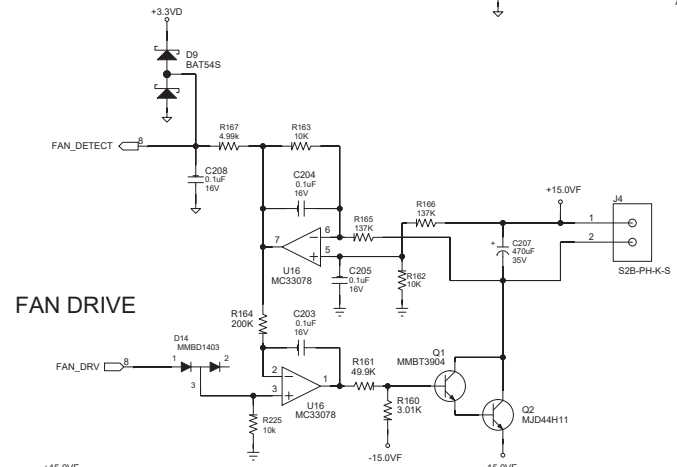 +3.3VD
D9
BAT54S
FAN_DETECT
8
R167
4.99k
R163
10K
C208
0.1uF
16V
C204
0.1uF
16V
R166
137K
+15.0VF
J4
1
2
S2B-PH-K-S
R165
137K
+
C207
470uF
35V
7
6
5
U16
MC33078
C205
0.1uF
16V
R162
10K
FAN DRIVE
R164
200K
C203
0.1uF
16V
D14
MMBD1403
FAN_DRV
8
1
2
3
2
3
1
U16
MC33078
R161
49.9K
Q1
MMBT3904
R160
3.01K
R225
10k
Q2
MJD44H11
-15.0VF